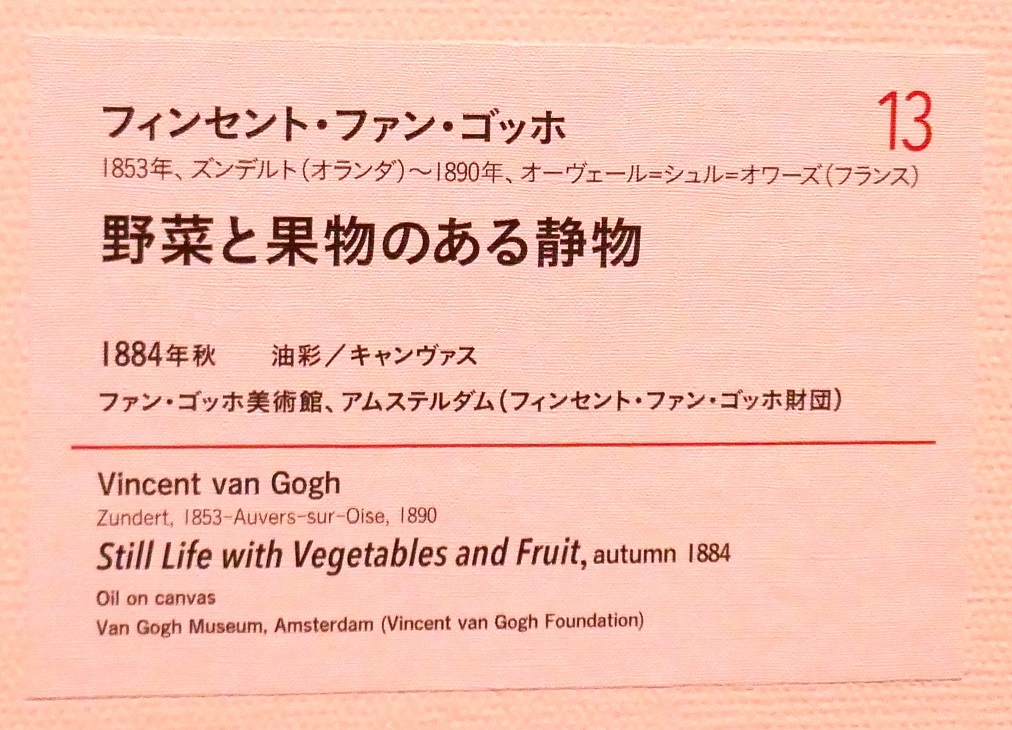 フィンセント・ファン・ゴッホ
13
1853年、ズンデルト(オランダ)〜1890年、オーヴェール=シュル=オワーズ(フランス)
野菜と果物のある静物
1884年秋　油彩／キャンヴァス
ファン・ゴッホ美術館、アムステルダム(フィンセント・ファン・ゴッホ財団)
Vincent van Gogh
Zundert, 1853–Auvers-sur-Oise, 1890
Still Life with Vegetables and Fruit, autumn 1884
Oil on canvas
Van Gogh Museum, Amsterdam (Vincent van Gogh Foundation)